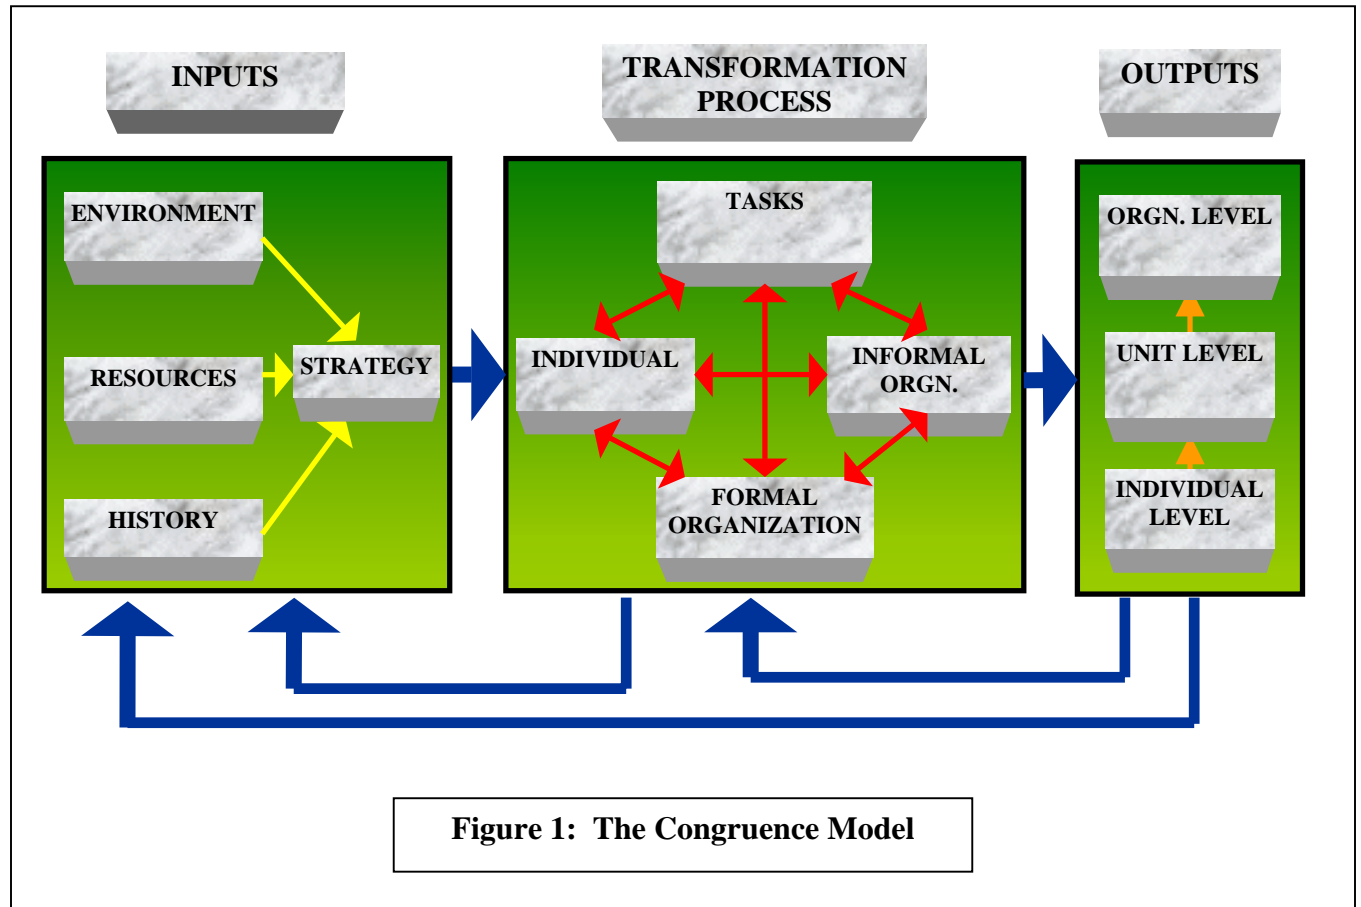 INPUTS
TRANSFORMATION
PROCESS
OUTPUTS
ENVIRONMENT
RESOURCES
HISTORY
STRATEGY
TASKS
INDIVIDUAL
INFORMAL
ORGN.
FORMAL
ORGANIZATION
ORGN. LEVEL
UNIT LEVEL
INDIVIDUAL
LEVEL
Figure 1:  The Congruence Model